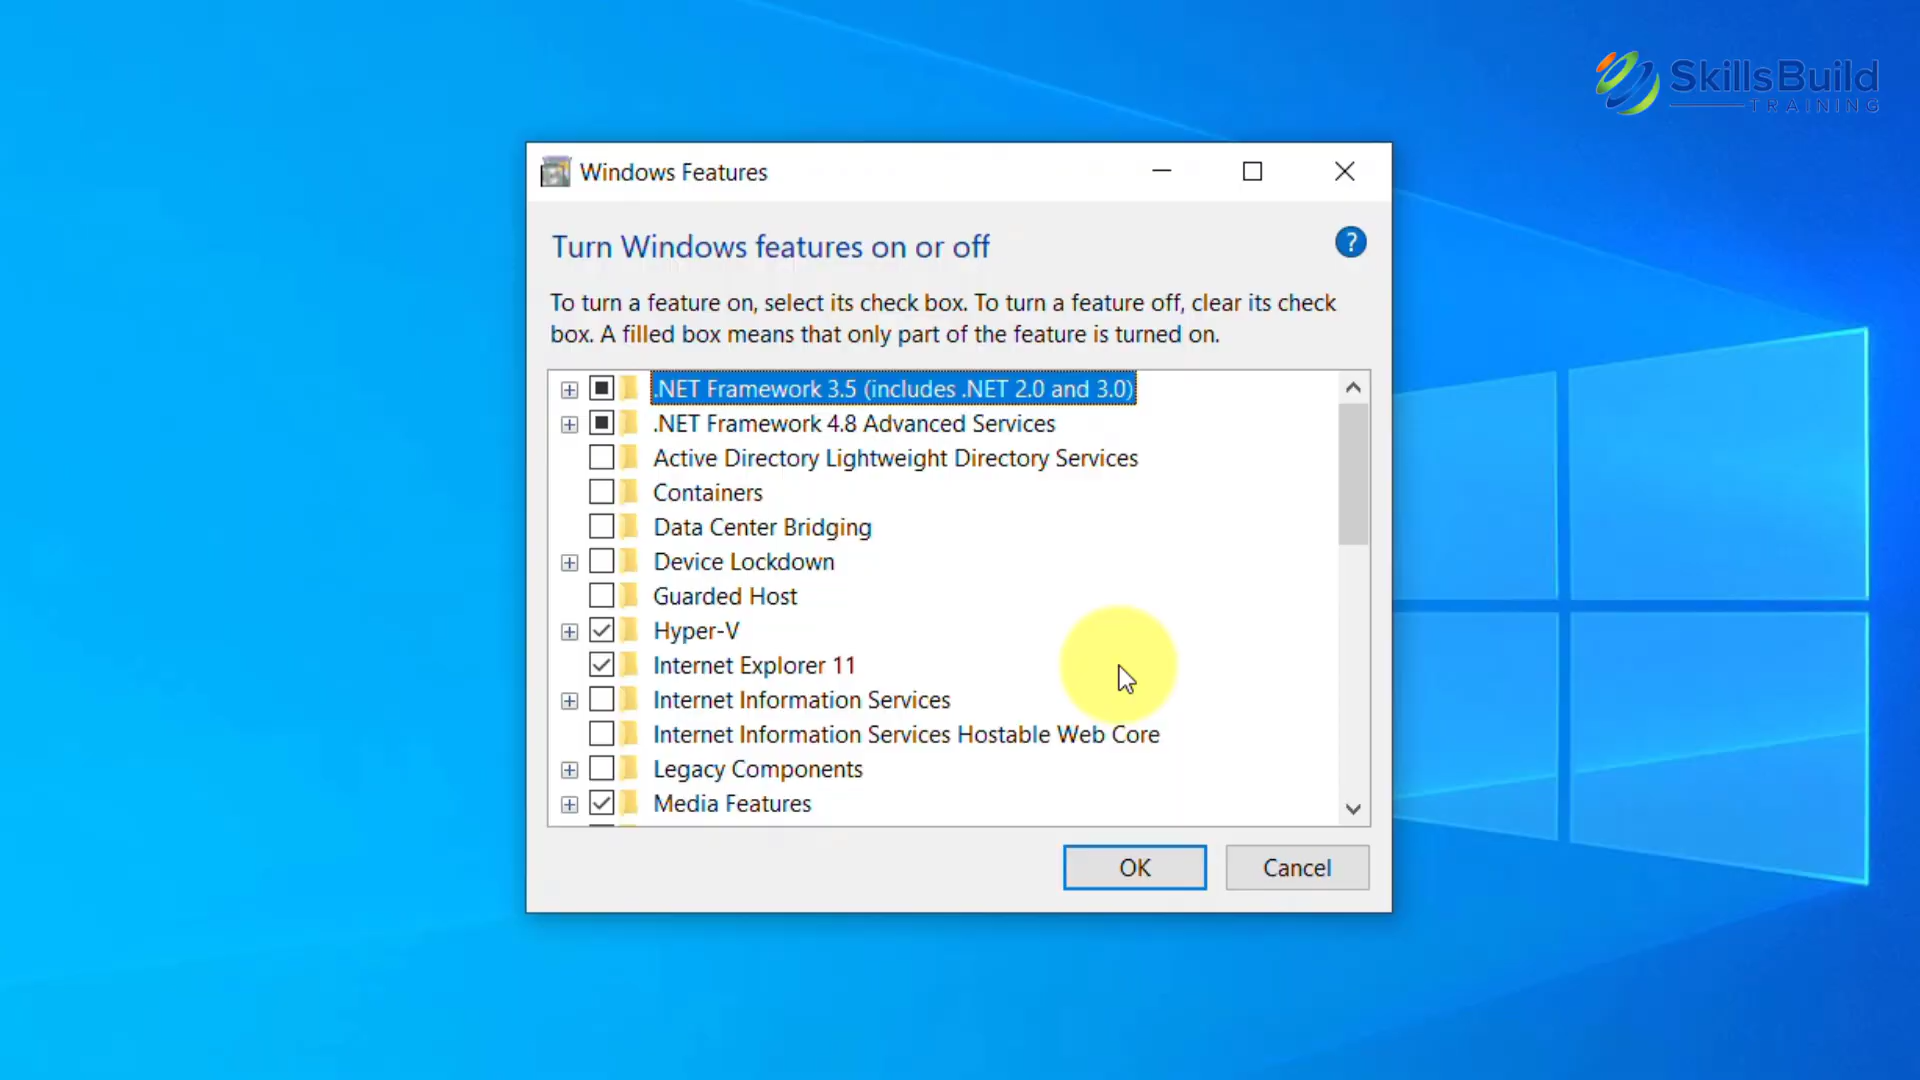 SkillsBuild
TRAINING
Windows Features
Turn Windows features on or off
?
To turn a feature on, select its check box. To turn a feature off, clear its check
box. A filled box means that only part of the feature is turned on.
.NET Framework 3.5 (includes .NET 2.0 and 3.0)
.NET Framework 4.8 Advanced Services
Active Directory Lightweight Directory Services
Containers
Data Center Bridging
Device Lockdown
Guarded Host
Hyper-V
Internet Explorer 11
Internet Information Services
Internet Information Services Hostable Web Core
Legacy Components
Media Features
OK
Cancel